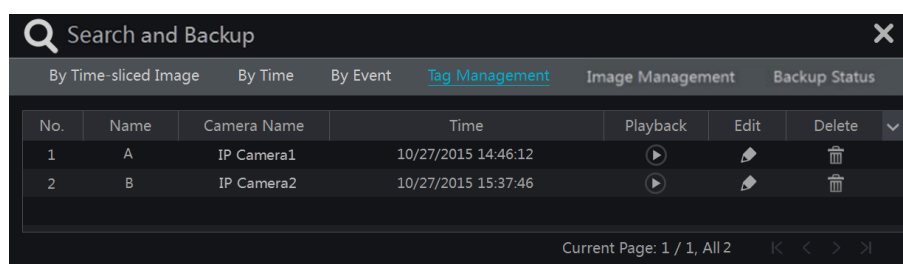 Search and Backup
By Time-sliced Image By Time By Event Tag Management Image Management Backup Status
No. Name Camera Name Time Playback Edit Delete
1 A IP Camera1 10/27/2015 14:46:12
2 B IP Camera2 10/27/2015 15:37:46
Current Page: 1 / 1, All 2